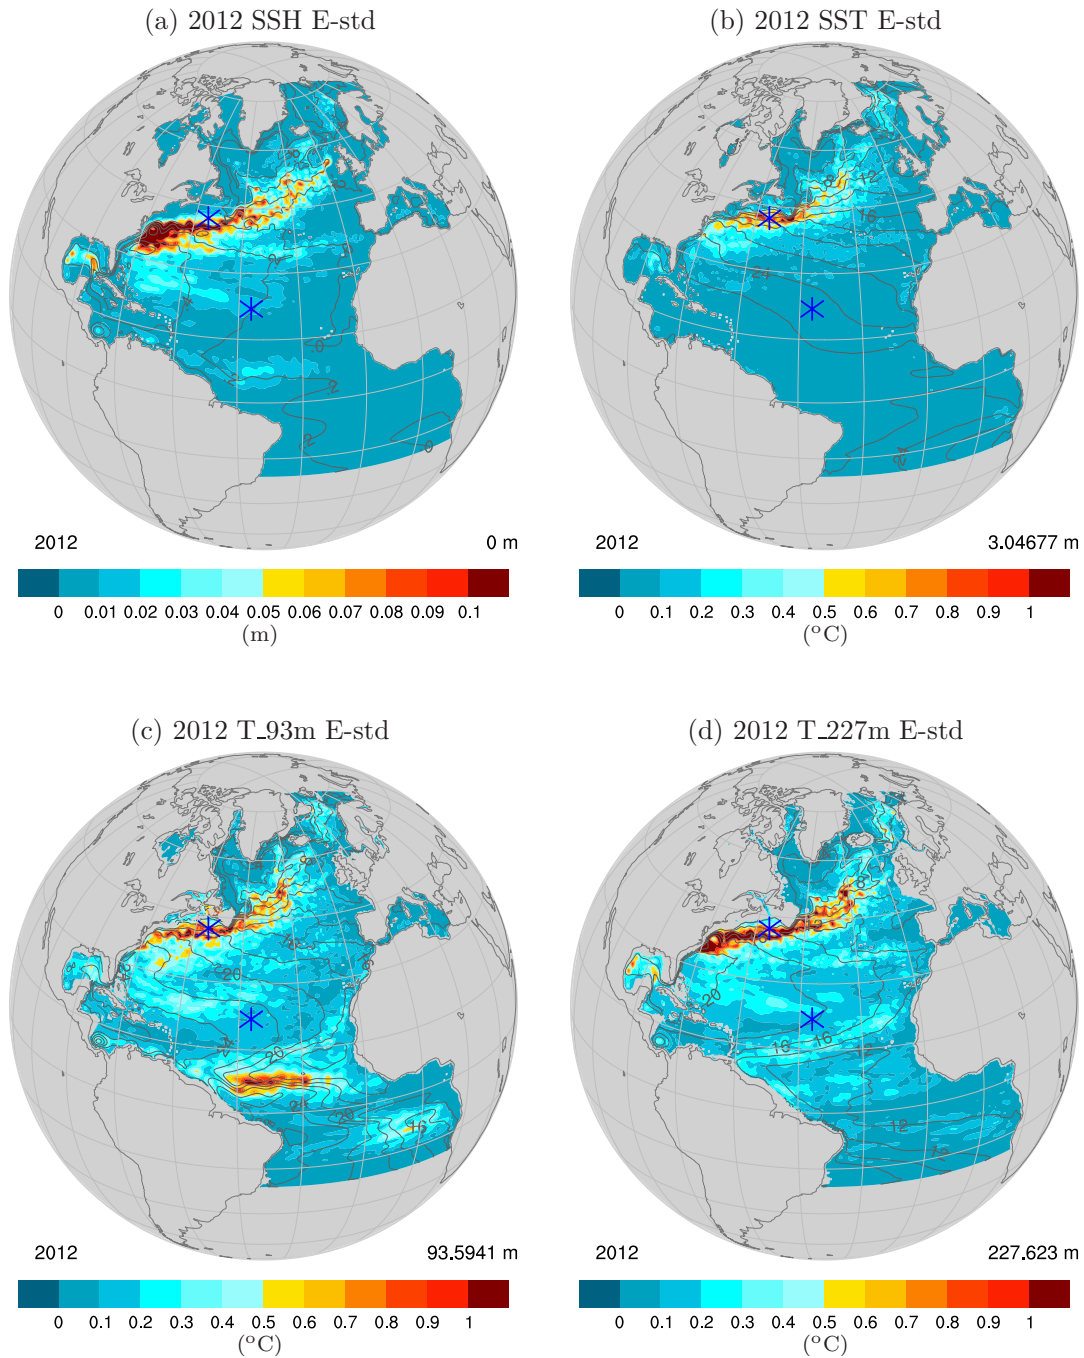 (a) 2012 SSH E-std
(b) 2012 SST E-std
2012
0 m
2012
3.04677 m
0 0.01 0.02 0.03 0.04 0.05 0.06 0.07 0.08 0.09 0.1
(m)
0 0.1 0.2 0.3 0.4 0.5 0.6 0.7 0.8 0.9 1
(°C)
(c) 2012 T_93m E-std
(d) 2012 T_227m E-std
2012
93.5941 m
2012
227.623 m
0 0.1 0.2 0.3 0.4 0.5 0.6 0.7 0.8 0.9 1
(°C)
0 0.1 0.2 0.3 0.4 0.5 0.6 0.7 0.8 0.9 1
(°C)